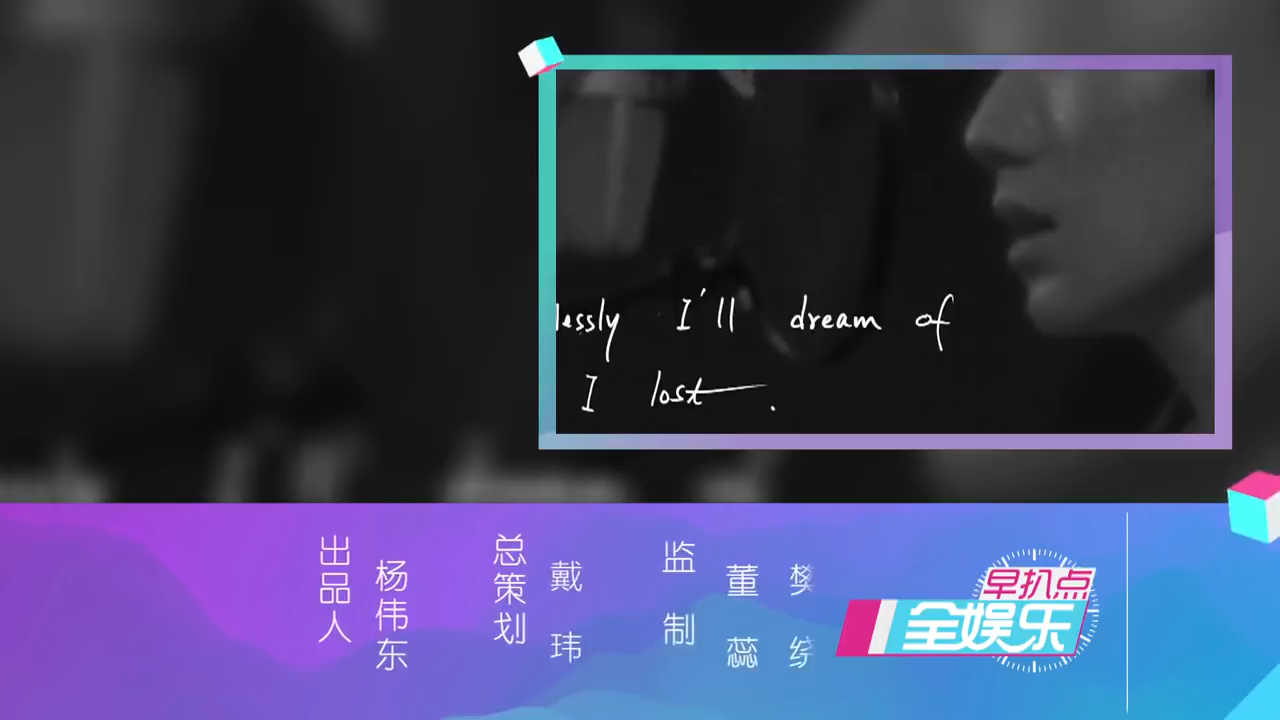 lessly I'll dream of
I lost.
出品人
杨伟东
总策划
戴玮
监制
董蕊
樊
早扒点
全娱乐